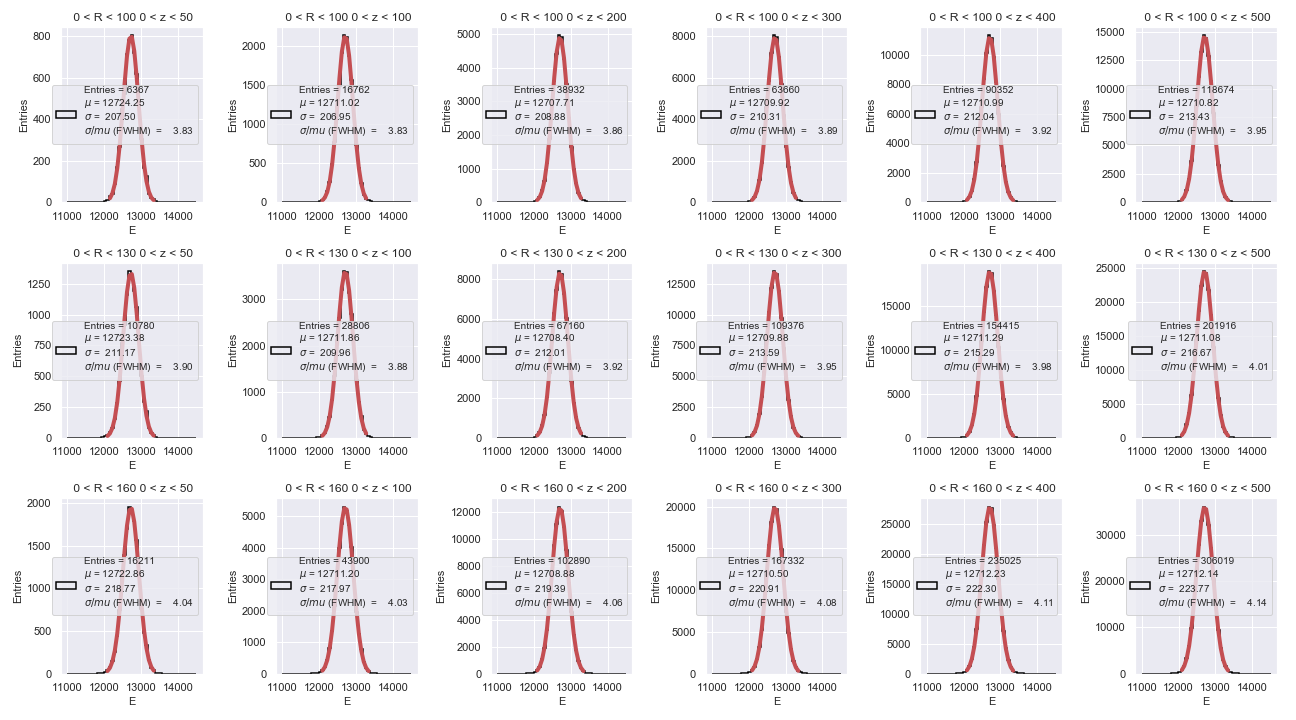 0 < R < 100 0 < z < 50
Entries
800
600
400
200
0
Entries = 6367
μ = 12724.25
σ = 207.50
σ/mu (FWHM) = 3.83
11000 12000 13000 14000
E
0 < R < 100 0 < z < 100
Entries
2000
1500
1000
500
0
Entries = 16762
μ = 12711.02
σ = 206.95
σ/mu (FWHM) = 3.83
11000 12000 13000 14000
E
0 < R < 100 0 < z < 200
Entries
5000
4000
3000
2000
1000
0
Entries = 38932
μ = 12707.71
σ = 208.88
σ/mu (FWHM) = 3.86
11000 12000 13000 14000
E
0 < R < 100 0 < z < 300
Entries
8000
6000
4000
2000
0
Entries = 63660
μ = 12709.92
σ = 210.31
σ/mu (FWHM) = 3.89
11000 12000 13000 14000
E
0 < R < 100 0 < z < 400
Entries
10000
8000
6000
4000
2000
0
Entries = 90352
μ = 12710.99
σ = 212.04
σ/mu (FWHM) = 3.92
11000 12000 13000 14000
E
0 < R < 100 0 < z < 500
Entries
15000
12500
10000
7500
5000
2500
0
Entries = 118674
μ = 12710.82
σ = 213.43
σ/mu (FWHM) = 3.95
11000 12000 13000 14000
E
0 < R < 130 0 < z < 50
Entries
1250
1000
750
500
250
0
Entries = 10780
μ = 12723.38
σ = 211.17
σ/mu (FWHM) = 3.90
11000 12000 13000 14000
E
0 < R < 130 0 < z < 100
Entries
3000
2000
1000
0
Entries = 28806
μ = 12711.86
σ = 209.96
σ/mu (FWHM) = 3.88
11000 12000 13000 14000
E
0 < R < 130 0 < z < 200
Entries
8000
6000
4000
2000
0
Entries = 67160
μ = 12708.40
σ = 212.01
σ/mu (FWHM) = 3.92
11000 12000 13000 14000
E
0 < R < 130 0 < z < 300
Entries
12500
10000
7500
5000
2500
0
Entries = 109376
μ = 12709.88
σ = 213.59
σ/mu (FWHM) = 3.95
11000 12000 13000 14000
E
0 < R < 130 0 < z < 400
Entries
15000
10000
5000
0
Entries = 154415
μ = 12711.29
σ = 215.29
σ/mu (FWHM) = 3.98
11000 12000 13000 14000
E
0 < R < 130 0 < z < 500
Entries
25000
20000
15000
10000
5000
0
Entries = 201916
μ = 12711.08
σ = 216.67
σ/mu (FWHM) = 4.01
11000 12000 13000 14000
E
0 < R < 160 0 < z < 50
Entries
2000
1500
1000
500
0
Entries = 16211
μ = 12722.86
σ = 218.77
σ/mu (FWHM) = 4.04
11000 12000 13000 14000
E
0 < R < 160 0 < z < 100
Entries
5000
4000
3000
2000
1000
0
Entries = 43900
μ = 12711.20
σ = 217.97
σ/mu (FWHM) = 4.03
11000 12000 13000 14000
E
0 < R < 160 0 < z < 200
Entries
12000
10000
8000
6000
4000
2000
0
Entries = 102890
μ = 12708.88
σ = 219.39
σ/mu (FWHM) = 4.06
11000 12000 13000 14000
E
0 < R < 160 0 < z < 300
Entries
20000
15000
10000
5000
0
Entries = 167332
μ = 12710.50
σ = 220.91
σ/mu (FWHM) = 4.08
11000 12000 13000 14000
E
0 < R < 160 0 < z < 400
Entries
25000
20000
15000
10000
5000
0
Entries = 235025
μ = 12712.23
σ = 222.30
σ/mu (FWHM) = 4.11
11000 12000 13000 14000
E
0 < R < 160 0 < z < 500
Entries
30000
20000
10000
0
Entries = 306019
μ = 12712.14
σ = 223.77
σ/mu (FWHM) = 4.14
11000 12000 13000 14000
E